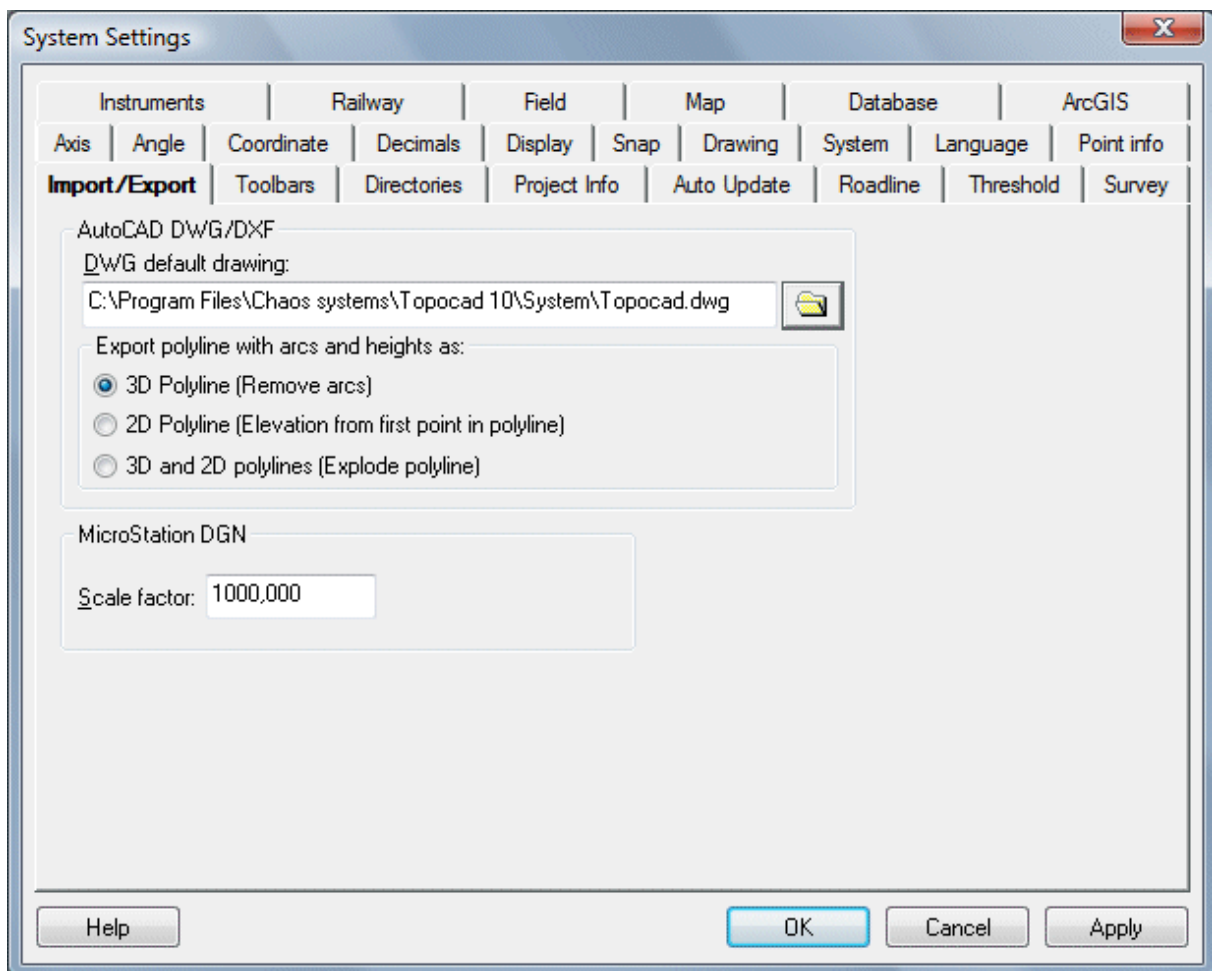 System Settings
Instruments Railway Field Map Database ArcGIS
Axis Angle Coordinate Decimals Display Snap Drawing System Language Point info
Import/Export Toolbars Directories Project Info Auto Update Roadline Threshold Survey
AutoCAD DWG/DXF
DWG default drawing:
C:\Program Files\Chaos systems\Topocad 10\System\Topocad.dwg
Export polyline with arcs and heights as:
3D Polyline (Remove arcs)
2D Polyline (Elevation from first point in polyline)
3D and 2D polylines (Explode polyline)
MicroStation DGN
Scale factor: 1000,000
Help OK Cancel Apply